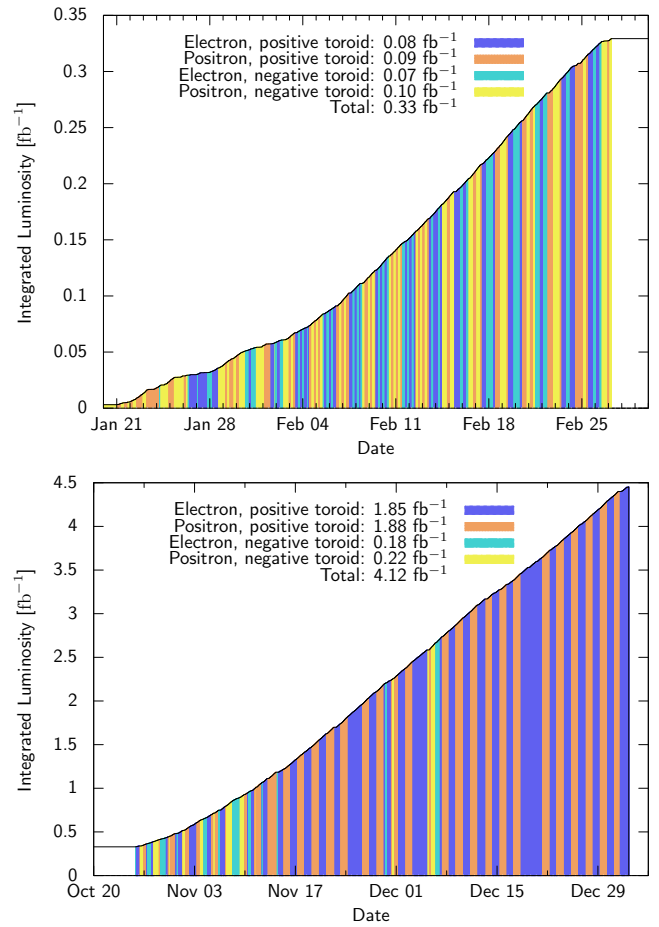 Electron, positive toroid: 0.08 fb⁻¹
Positron, positive toroid: 0.09 fb⁻¹
Electron, negative toroid: 0.07 fb⁻¹
Positron, negative toroid: 0.10 fb⁻¹
Total: 0.33 fb⁻¹
Integrated Luminosity [fb⁻¹]
0.35
0.3
0.25
0.2
0.15
0.1
0.05
0
Jan 21 Jan 28 Feb 04 Feb 11 Feb 18 Feb 25
Date
Electron, positive toroid: 1.85 fb⁻¹
Positron, positive toroid: 1.88 fb⁻¹
Electron, negative toroid: 0.18 fb⁻¹
Positron, negative toroid: 0.22 fb⁻¹
Total: 4.12 fb⁻¹
Integrated Luminosity [fb⁻¹]
4.5
4
3.5
3
2.5
2
1.5
1
0.5
0
Oct 20 Nov 03 Nov 17 Dec 01 Dec 15 Dec 29
Date